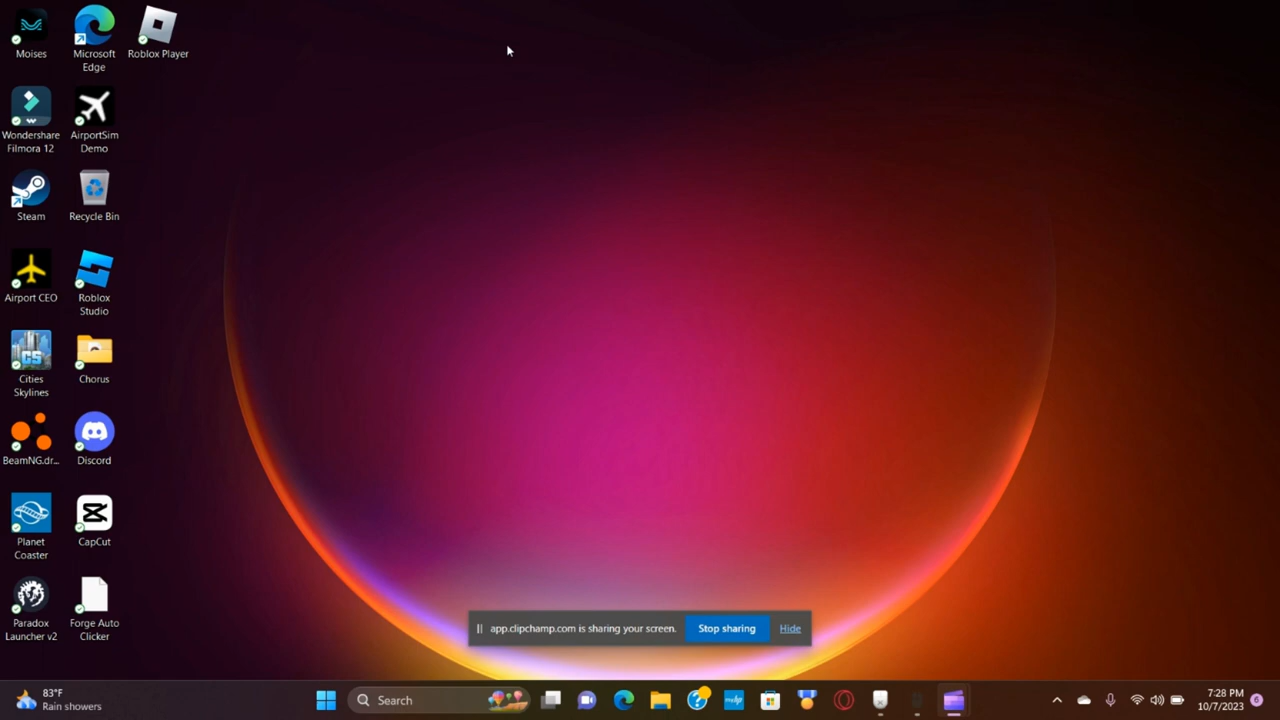 Moises
Microsoft
Edge
Roblox Player
Wondershare
Filmora 12
AirportSim
Demo
Steam
Recycle Bin
Airport CEO
Roblox
Studio
CS
Cities
Skylines
Chorus
BeamNG.dr...
Discord
Planet
Coaster
CapCut
Paradox
Launcher v2
Forge Auto
Clicker
app.clipchamp.com is sharing your screen.
Stop sharing
Hide
83°F
Rain showers
Search
7:28 PM
10/7/2023
6